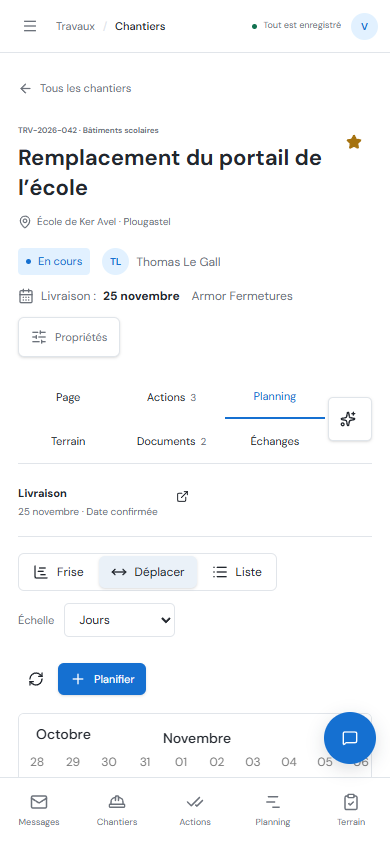 Travaux / Chantiers
Tout est enregistré
V
Tous les chantiers
TRV-2026-042 · Bâtiments scolaires
Remplacement du portail de
l’école
École de Ker Avel · Plougastel
En cours
TL
Thomas Le Gall
Livraison : 25 novembre Armor Fermetures
Propriétés
Page
Actions 3
Planning
Terrain
Documents 2
Échanges
Livraison
25 novembre · Date confirmée
Frise
Déplacer
Liste
Échelle
Jours
Planifier
Octobre
Novembre
28 29 30 31 01 02 03 04 05 06
Messages
Chantiers
Actions
Planning
Terrain